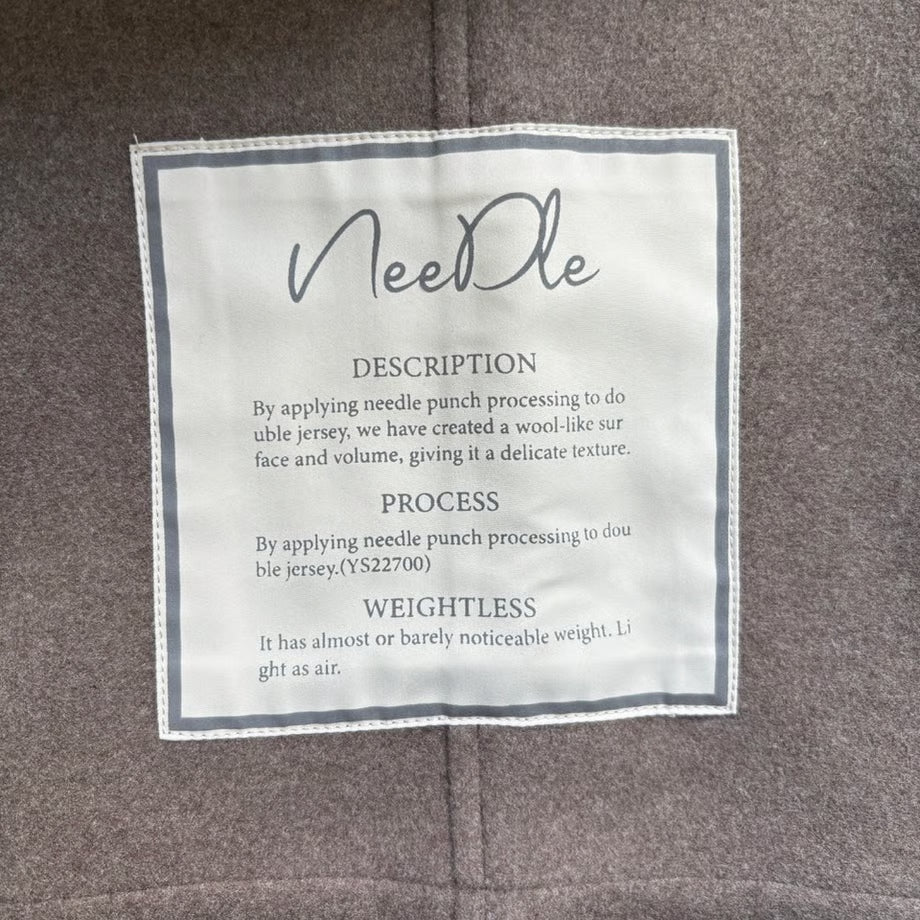 NeeDle
DESCRIPTION
By applying needle punch processing to do
uble jersey, we have created a wool-like sur
face and volume, giving it a delicate texture.
PROCESS
By applying needle punch processing to dou
ble jersey.(YS22700)
WEIGHTLESS
It has almost or barely noticeable weight. Li
ght as air.